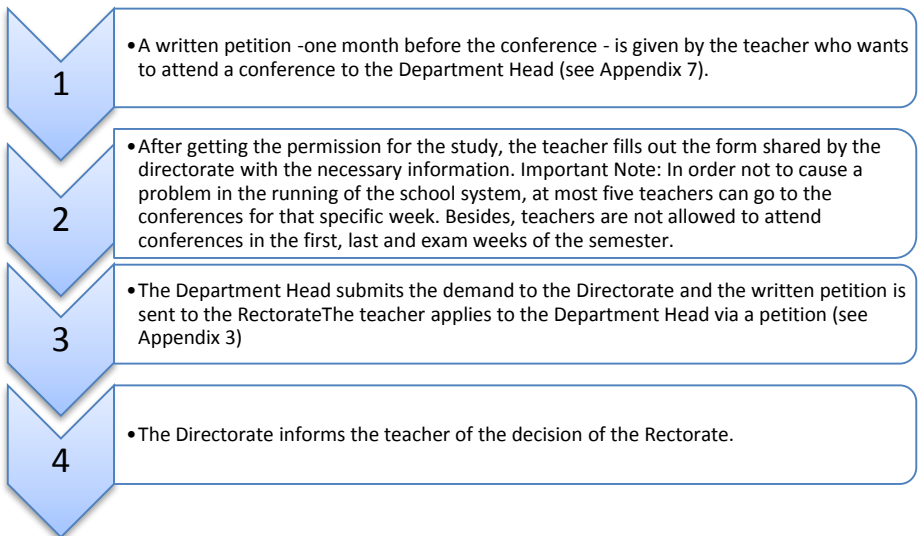 1
•A written petition -one month before the conference - is given by the teacher who wants
to attend a conference to the Department Head (see Appendix 7).
2
•After getting the permission for the study, the teacher fills out the form shared by the
directorate with the necessary information. Important Note: In order not to cause a
problem in the running of the school system, at most five teachers can go to the
conferences for that specific week. Besides, teachers are not allowed to attend
conferences in the first, last and exam weeks of the semester.
3
•The Department Head submits the demand to the Directorate and the written petition is
sent to the RectorateThe teacher applies to the Department Head via a petition (see
Appendix 3)
4
•The Directorate informs the teacher of the decision of the Rectorate.